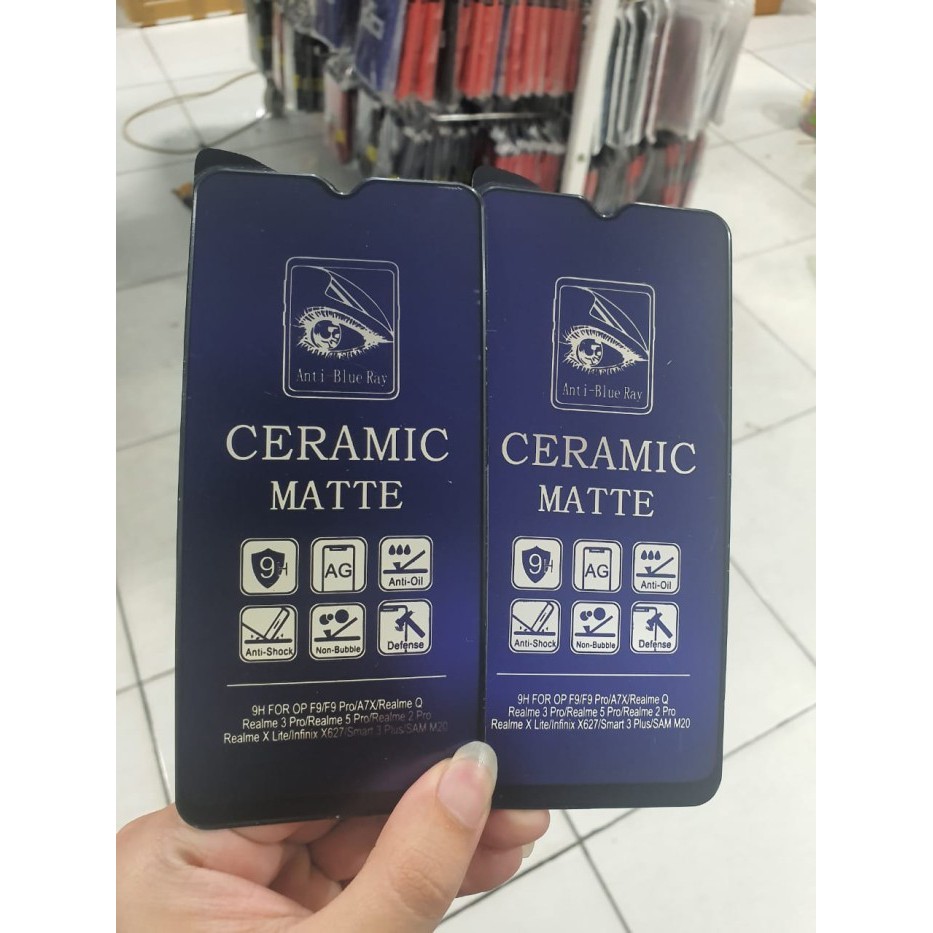 Anti-Blue Ray
CERAMIC
MATTE
9H
AG
Anti-Oil
Anti-Shock
Non-Bubble
Defense
9H FOR OP F9/F9 Pro/A7X/Realme Q
Realme 3 Pro/Realme 5 Pro/Realme 2 Pro
Realme X Lite/Infinix X627/Smart 3 Plus/SAM M20
Anti-Blue Ray
CERAMIC
MATTE
9H
AG
Anti-Oil
Anti-Shock
Non-Bubble
Defense
9H FOR OP F9/F9 Pro/A7X/Realme Q
Realme 3 Pro/Realme 5 Pro/Realme 2 Pro
Realme X Lite/Infinix X627/Smart 3 Plus/SAM M20